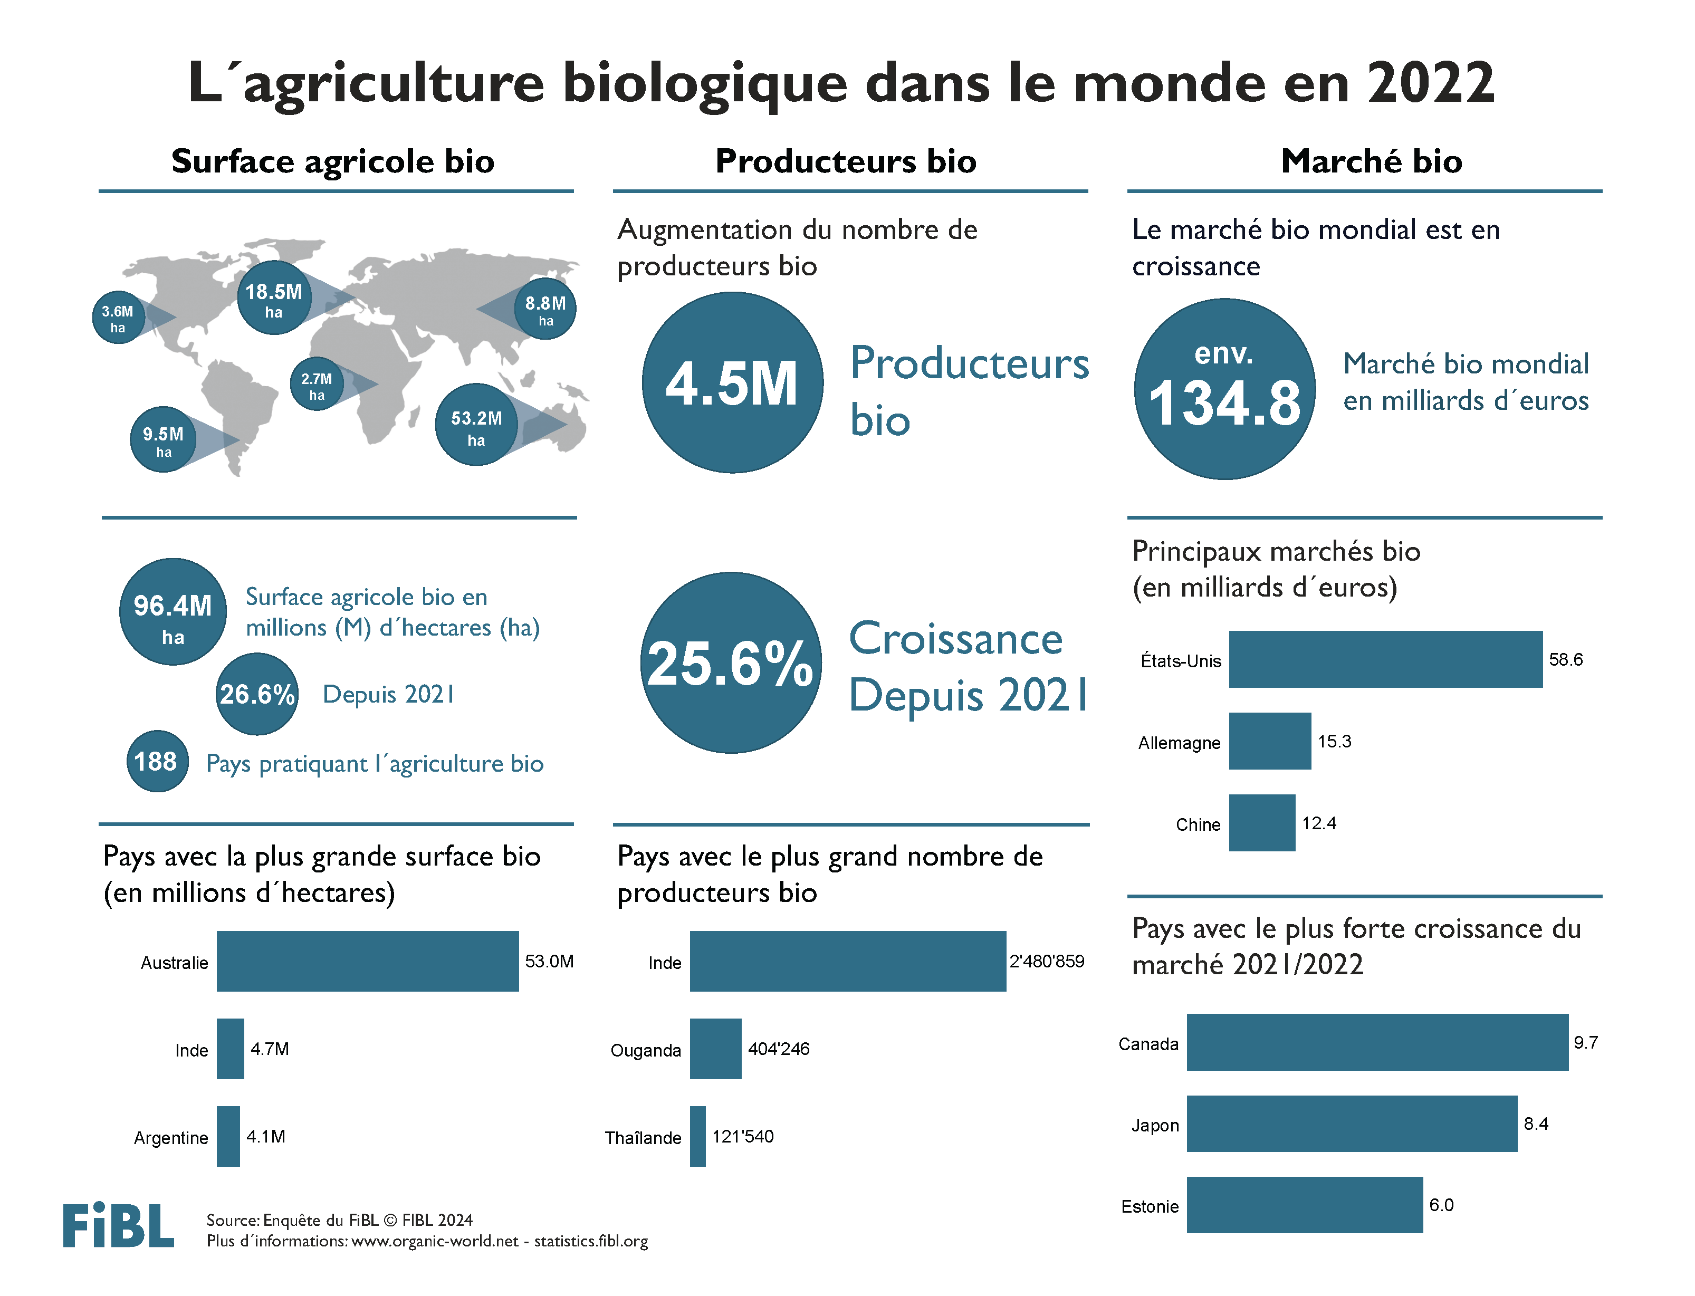 L´agriculture biologique dans le monde en 2022
Surface agricole bio
3.6M
ha
18.5M
ha
8.8M
ha
2.7M
ha
9.5M
ha
53.2M
ha
96.4M
ha
Surface agricole bio en
millions (M) d´hectares (ha)
26.6%
Depuis 2021
188
Pays pratiquant l´agriculture bio
Pays avec la plus grande surface bio
(en millions d´hectares)
Australie 53.0M
Inde 4.7M
Argentine 4.1M
Producteurs bio
Augmentation du nombre de
producteurs bio
4.5M
Producteurs
bio
25.6%
Croissance
Depuis 2021
Pays avec le plus grand nombre de
producteurs bio
Inde 2'480'859
Ouganda 404'246
Thaîlande 121'540
Marché bio
Le marché bio mondial est en
croissance
env.
134.8
Marché bio mondial
en milliards d´euros
Principaux marchés bio
(en milliards d´euros)
États-Unis 58.6
Allemagne 15.3
Chine 12.4
Pays avec le plus forte croissance du
marché 2021/2022
Canada 9.7
Japon 8.4
Estonie 6.0
FiBL
Source: Enquête du FiBL © FIBL 2024
Plus d´informations: www.organic-world.net - statistics.fibl.org